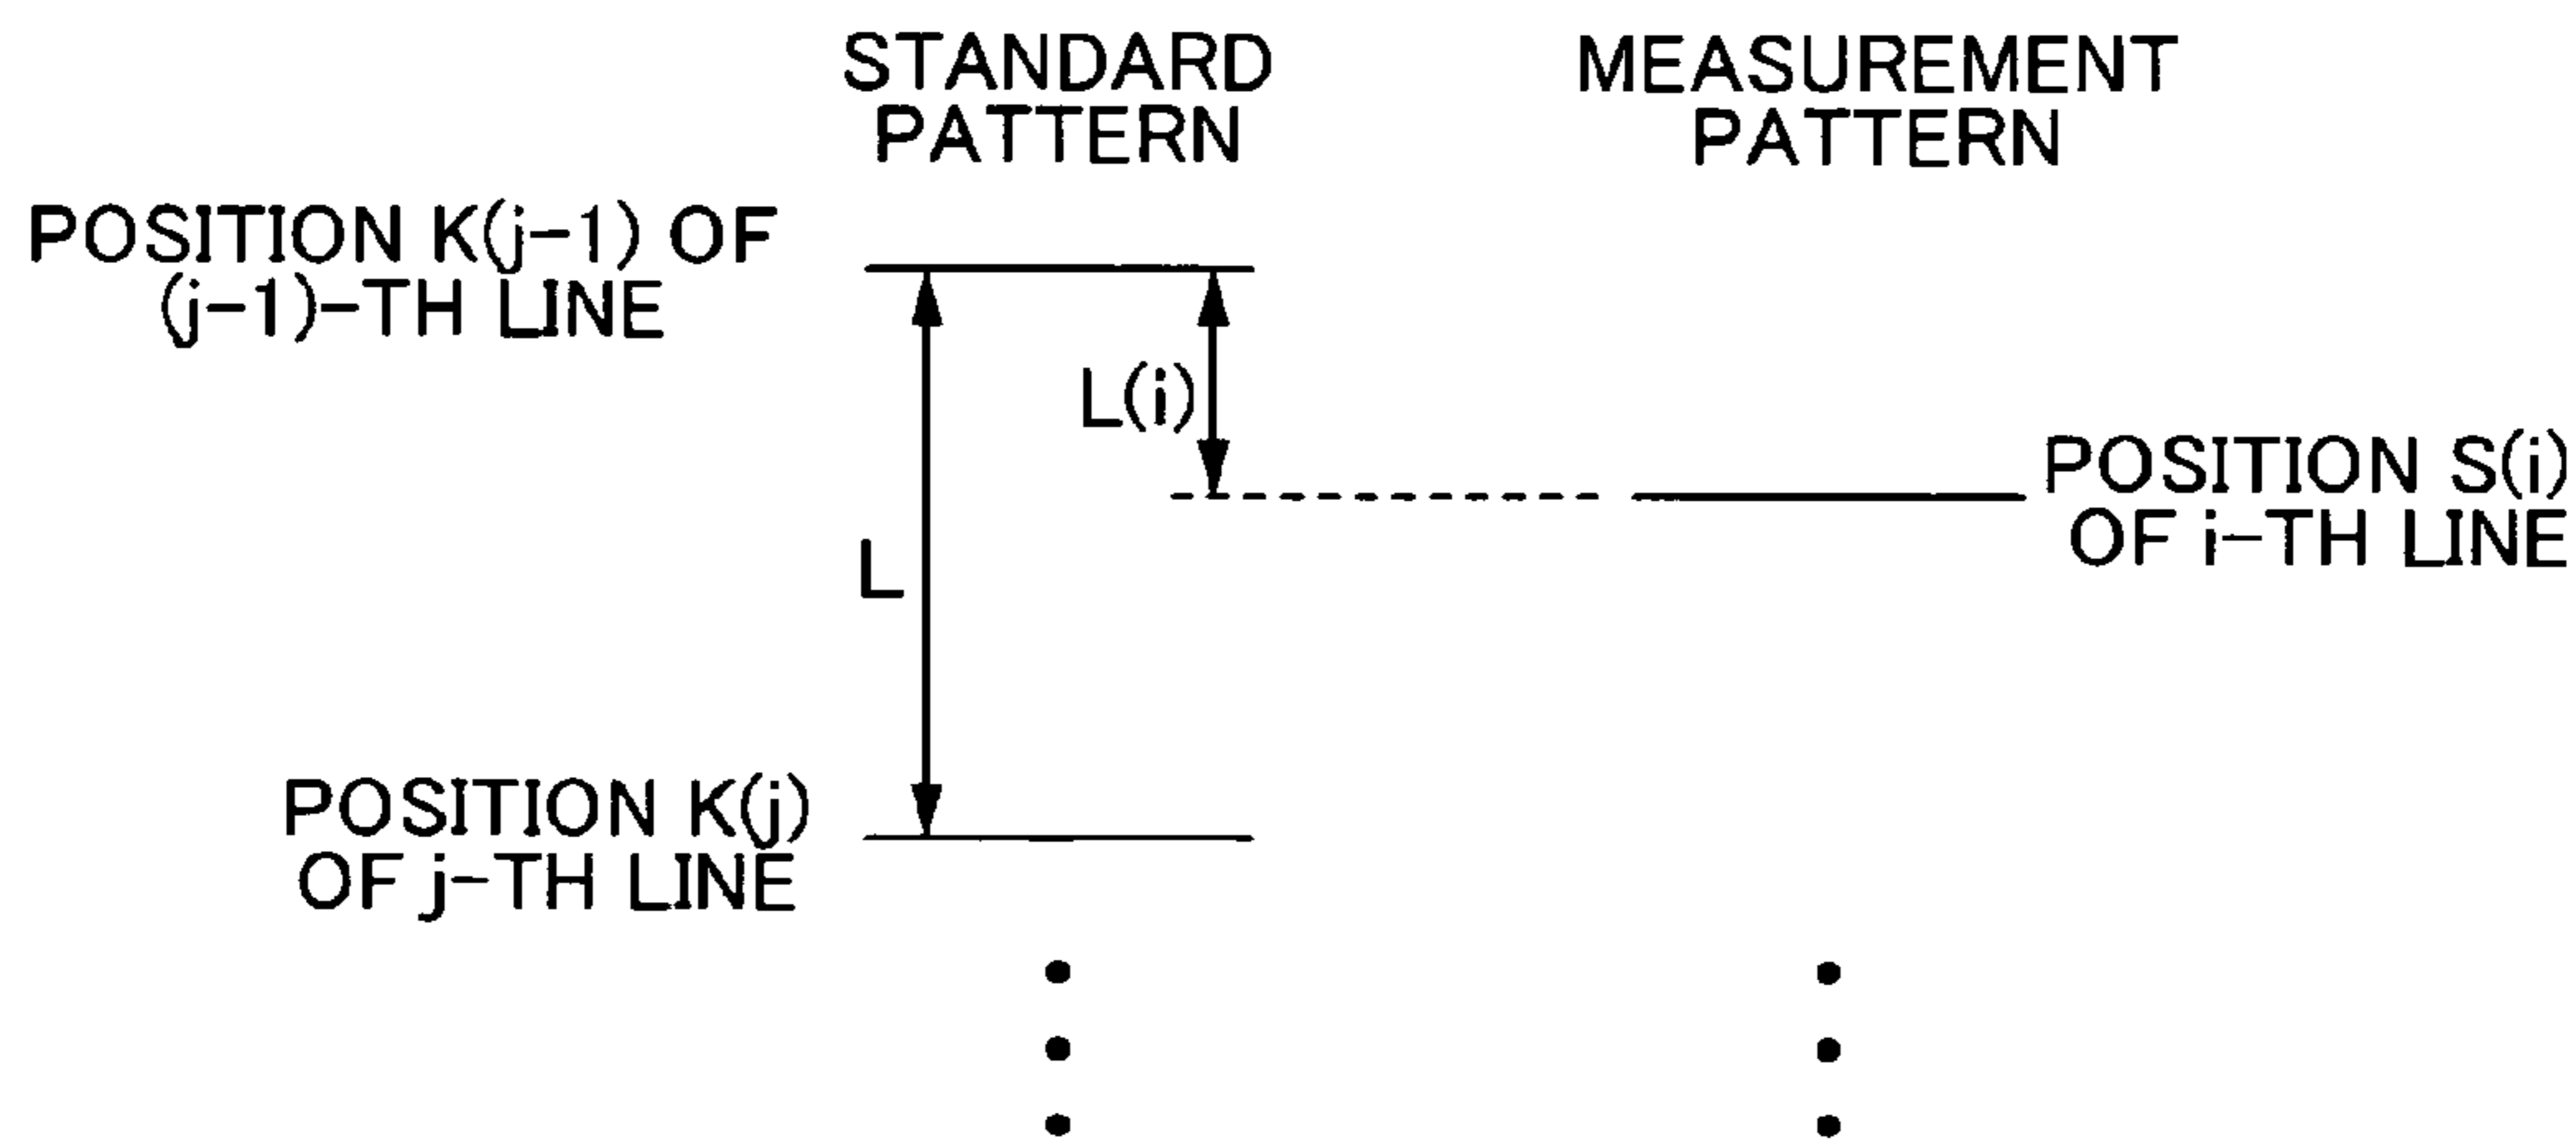 STANDARD
PATTERN
MEASUREMENT
PATTERN
POSITION K(j-1) OF
(j-1)-TH LINE
L(i)
POSITION S(i)
OF i-TH LINE
L
POSITION K(j)
OF j-TH LINE